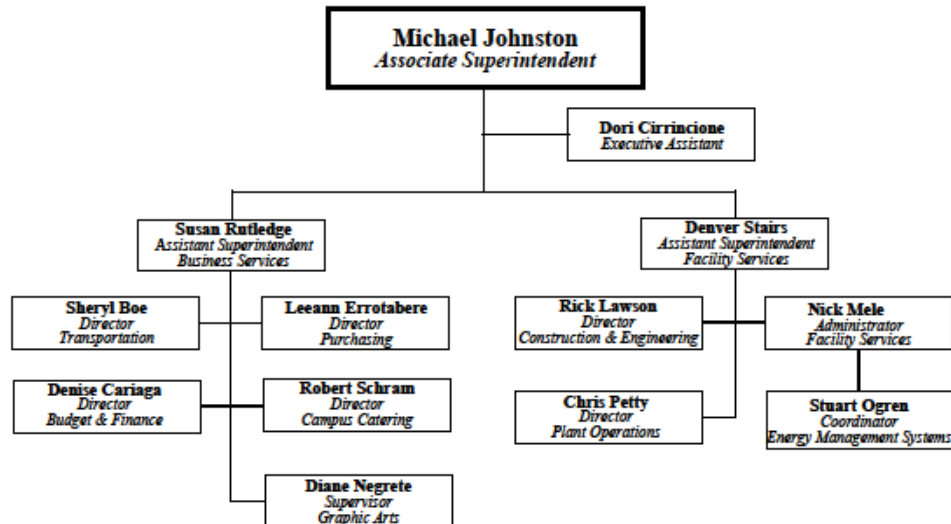 Michael Johnston
Associate Superintendent
Dori Cirrincione
Executive Assistant
Susan Rutledge
Assistant Superintendent
Business Services
Denver Stairs
Assistant Superintendent
Facility Services
Sheryl Boe
Director
Transportation
Leeann Errotabere
Director
Purchasing
Rick Lawson
Director
Construction & Engineering
Nick Mele
Administrator
Facility Services
Denise Cariaga
Director
Budget & Finance
Robert Schram
Director
Campus Catering
Chris Petty
Director
Plant Operations
Stuart Ogren
Coordinator
Energy Management Systems
Diane Negrete
Supervisor
Graphic Arts